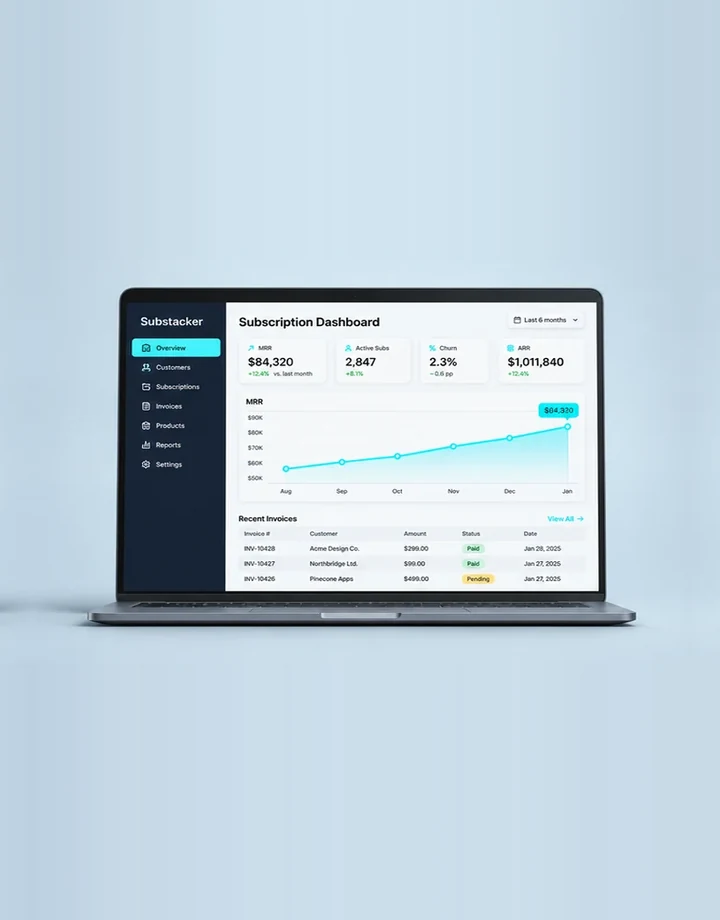 Substacker
Overview
Customers
Subscriptions
Invoices
Products
Reports
Settings
Subscription Dashboard
Last 6 months
MRR
$84,320
+12.4% vs. last month
Active Subs
2,847
+8.1%
Churn
2.3%
−0.6 pp
ARR
$1,011,840
+12.4%
MRR
$84,320
$90K
$80K
$70K
$60K
$50K
Aug Sep Oct Nov Dec Jan
Recent Invoices
View All →
Invoice # Customer Amount Status Date
INV-10428 Acme Design Co. $299.00 Paid Jan 28, 2025
INV-10427 Northbridge Ltd. $99.00 Paid Jan 27, 2025
INV-10426 Pinecone Apps $499.00 Pending Jan 27, 2025